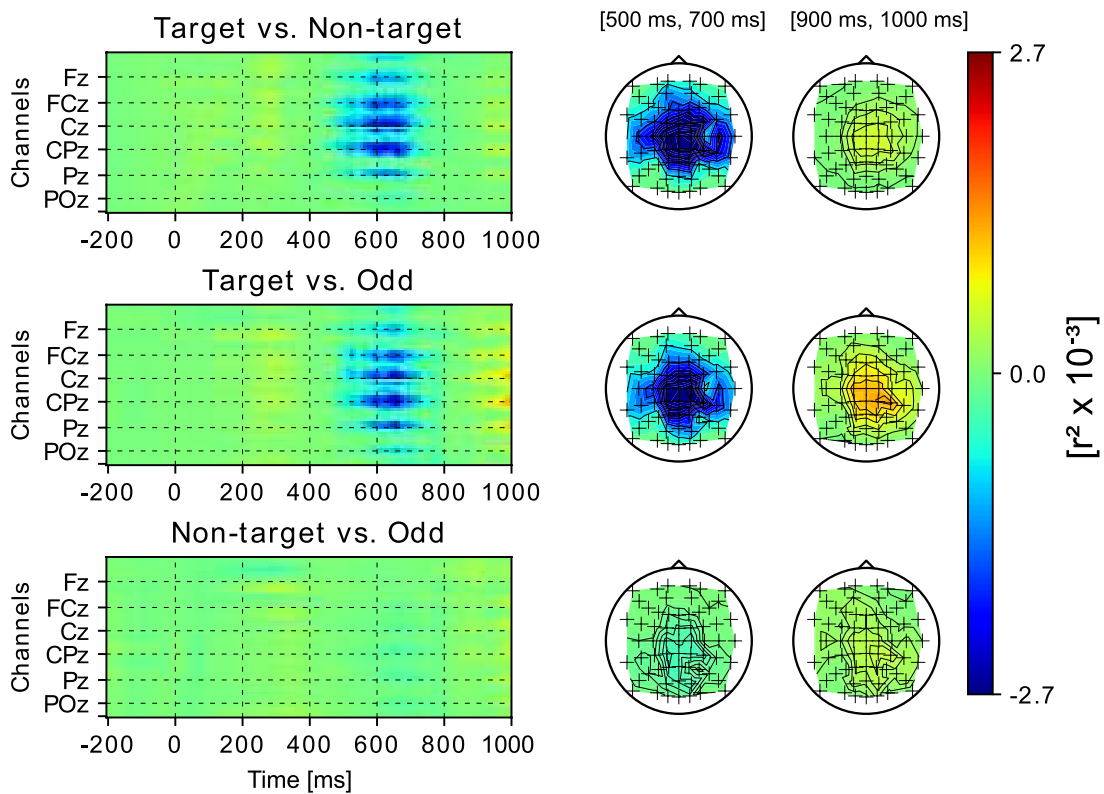 Target vs. Non-target
[500 ms, 700 ms]
[900 ms, 1000 ms]
Channels
Fz
FCz
Cz
CPz
Pz
POz
-200 0 200 400 600 800 1000
Target vs. Odd
Channels
Fz
FCz
Cz
CPz
Pz
POz
-200 0 200 400 600 800 1000
Non-target vs. Odd
Channels
Fz
FCz
Cz
CPz
Pz
POz
-200 0 200 400 600 800 1000
Time [ms]
2.7
0.0
-2.7
[r² x 10⁻³]